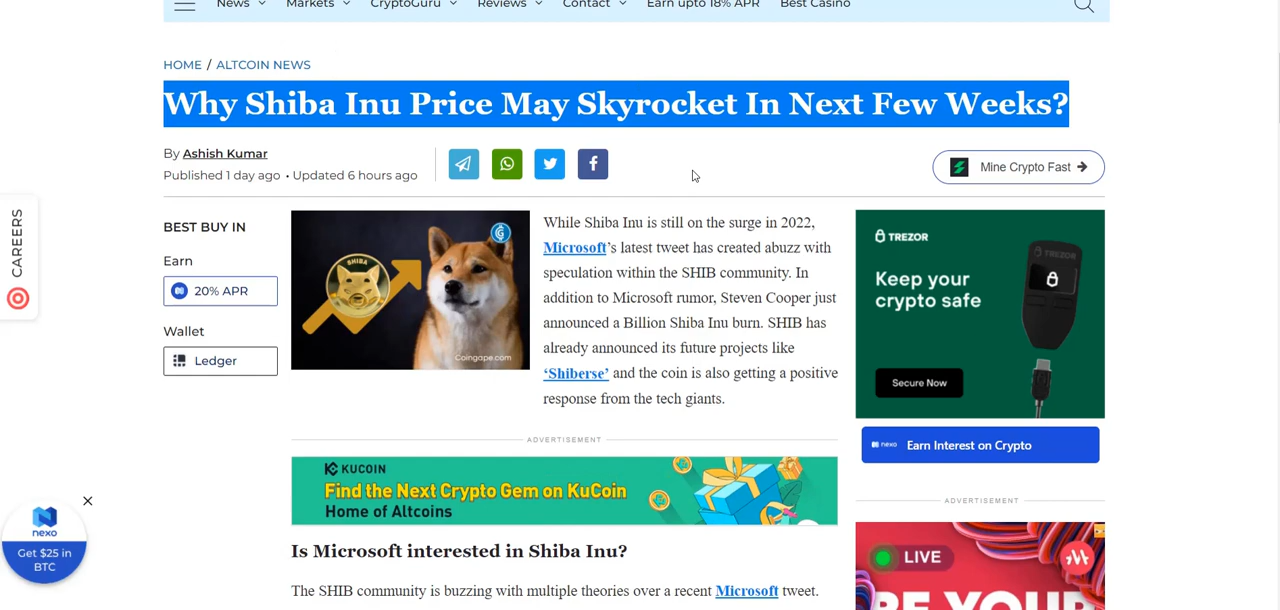 News Markets CryptoGuru Reviews Contact Earn upto 18% APR Best Casino
HOME / ALTCOIN NEWS
Why Shiba Inu Price May Skyrocket In Next Few Weeks?
By Ashish Kumar
Published 1 day ago • Updated 6 hours ago
Mine Crypto Fast
CAREERS
BEST BUY IN
Earn
20% APR
Wallet
Ledger
SHIBA
Coingape.com
While Shiba Inu is still on the surge in 2022,
Microsoft’s latest tweet has created abuzz with
speculation within the SHIB community. In
addition to Microsoft rumor, Steven Cooper just
announced a Billion Shiba Inu burn. SHIB has
already announced its future projects like
‘Shiberse’ and the coin is also getting a positive
response from the tech giants.
TREZOR
Keep your
crypto safe
Secure Now
nexo Earn Interest on Crypto
ADVERTISEMENT
KUCOIN
Find the Next Crypto Gem on KuCoin
Home of Altcoins
ADVERTISEMENT
LIVE
BE YOUR
nexo
Get $25 in
BTC
Is Microsoft interested in Shiba Inu?
The SHIB community is buzzing with multiple theories over a recent Microsoft tweet.